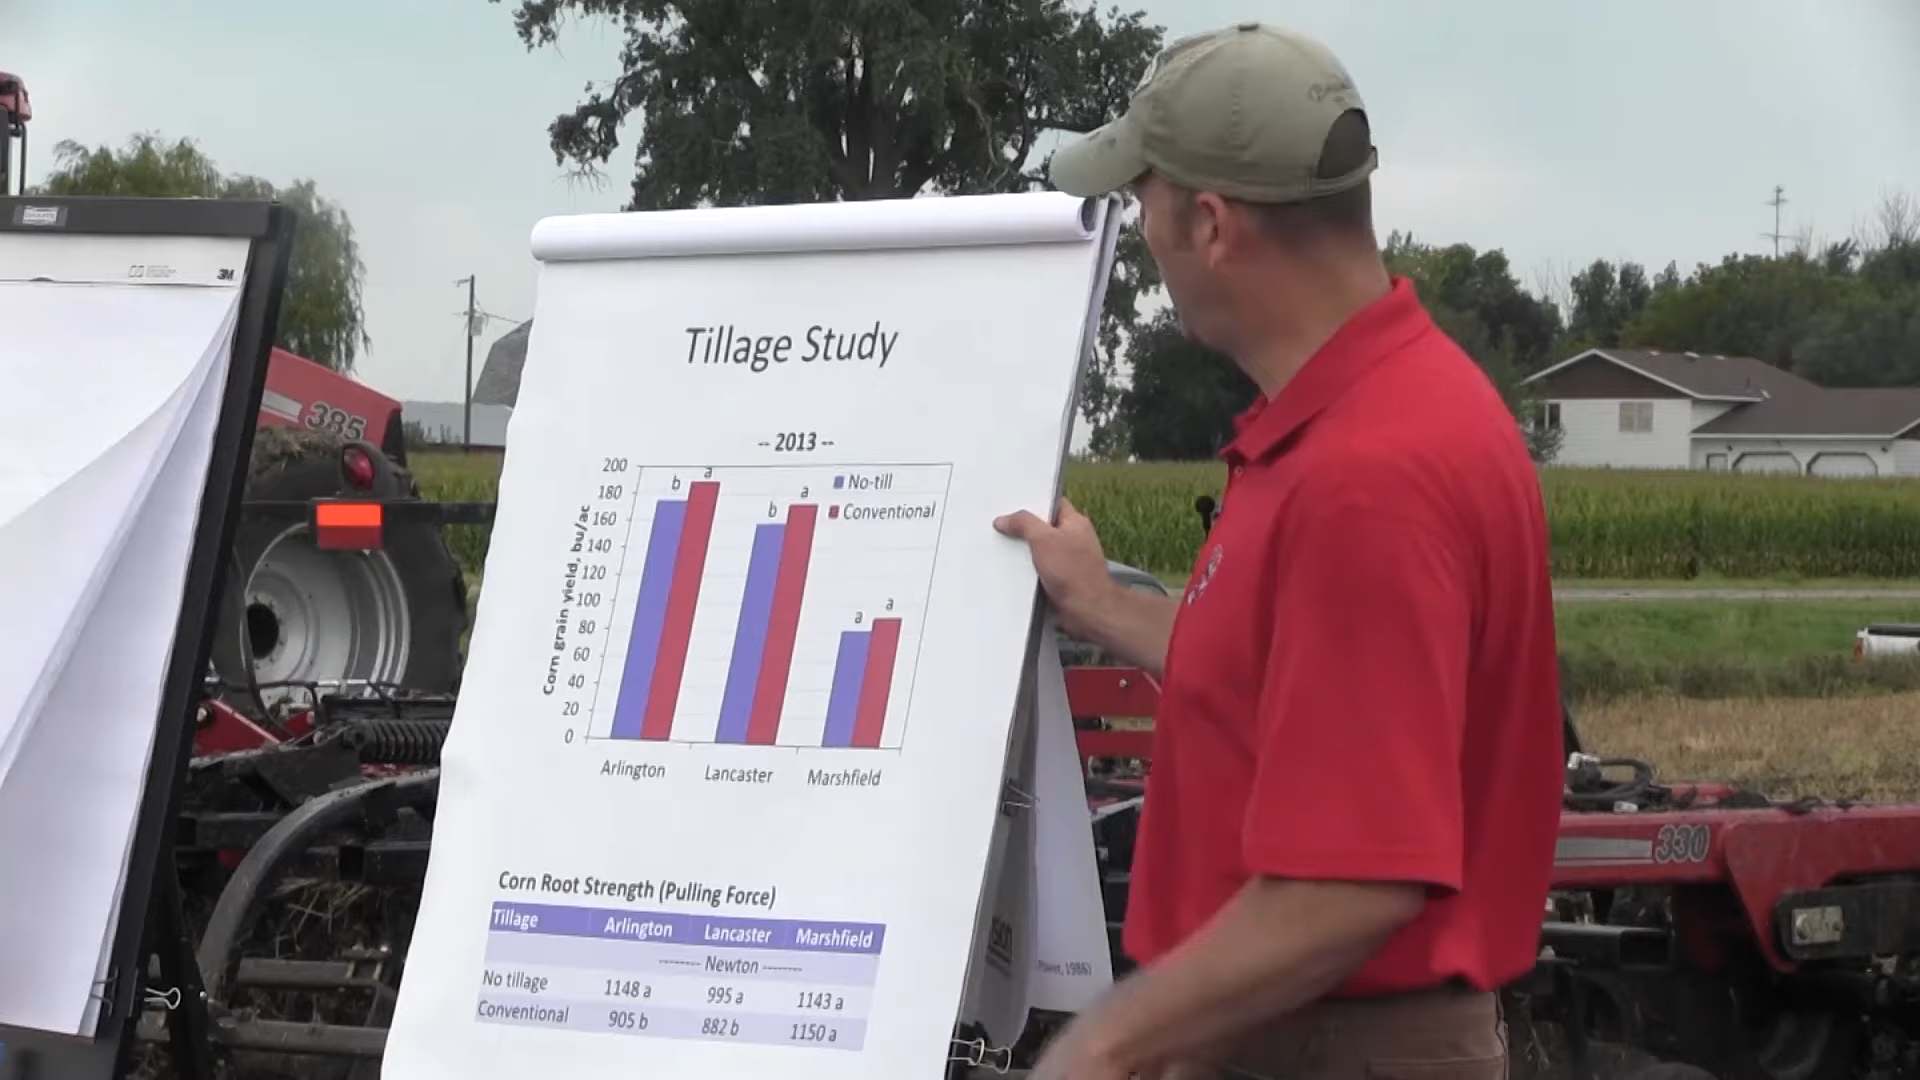 3M
385
Tillage Study
-- 2013 --
No-till
Conventional
Corn grain yield, bu/ac
200
180
160
140
120
100
80
60
40
20
0
b a
b a
a a
Arlington Lancaster Marshfield
Corn Root Strength (Pulling Force)
Tillage Arlington Lancaster Marshfield
-------- Newton --------
No tillage 1148 a 995 a 1143 a
Conventional 905 b 882 b 1150 a
Power, 1986)
330